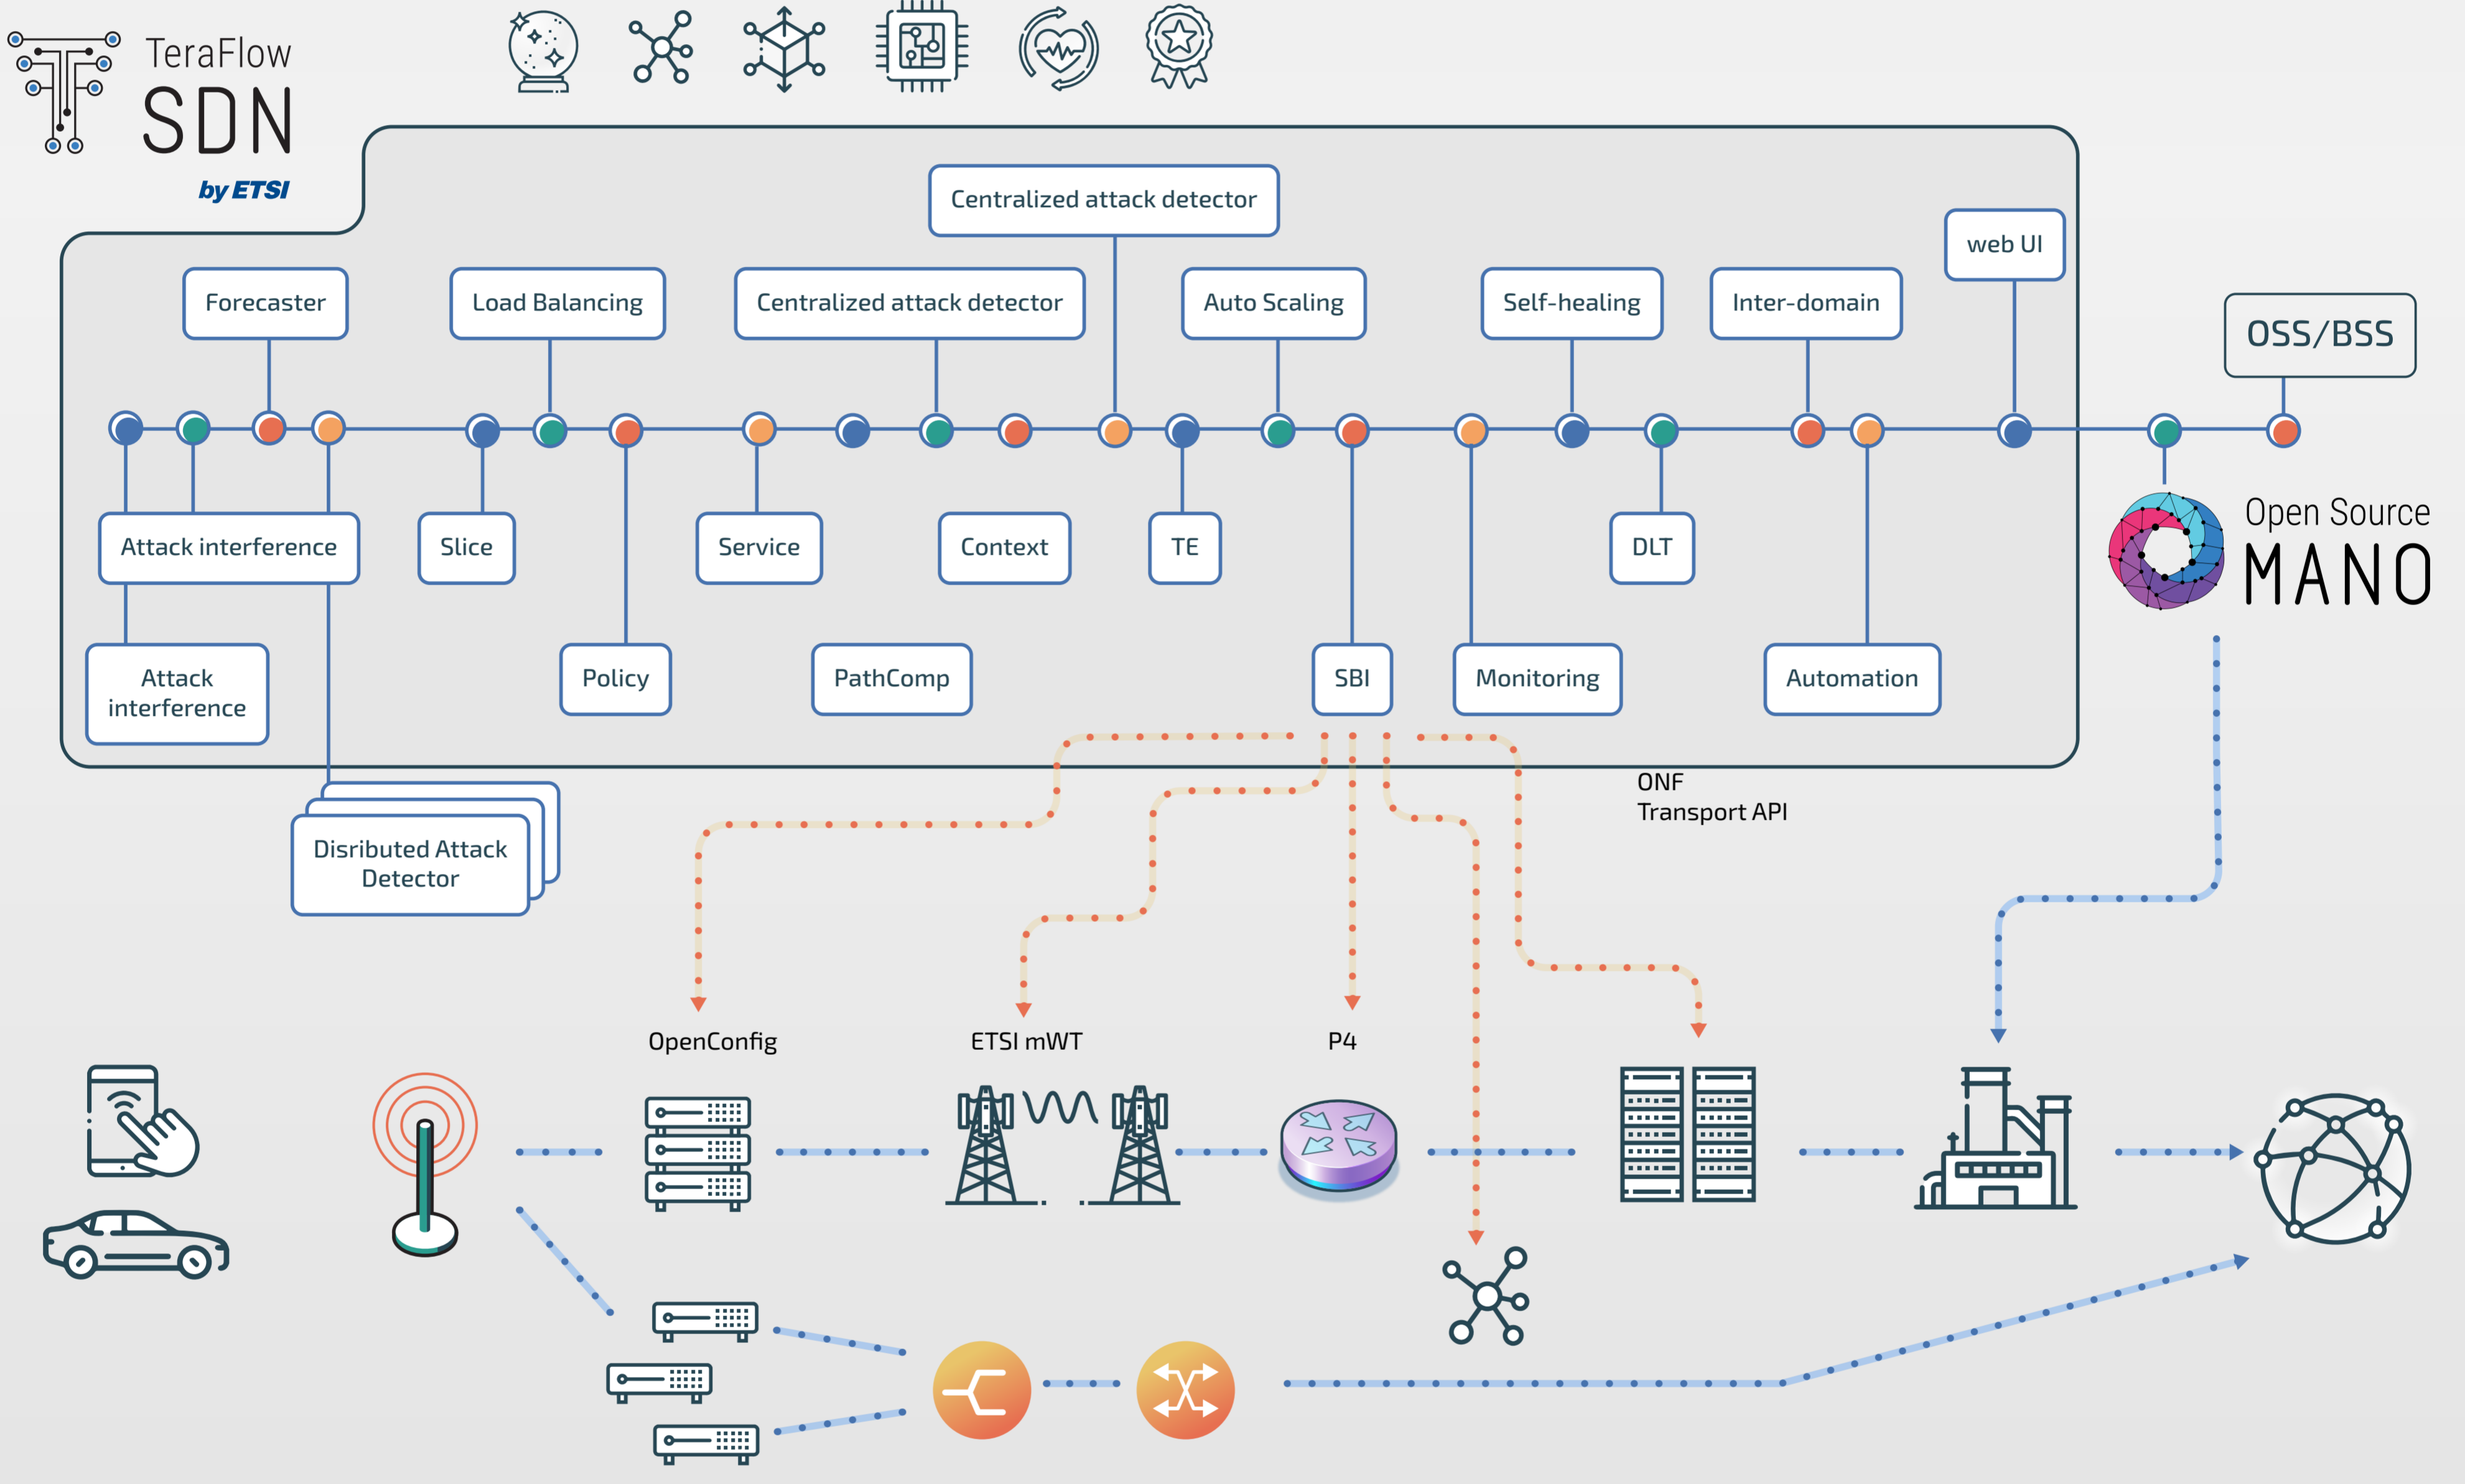 TeraFlow
SDN
by ETSI
Centralized attack detector
web UI
Forecaster
Load Balancing
Centralized attack detector
Auto Scaling
Self-healing
Inter-domain
OSS/BSS
Attack interference
Slice
Service
Context
TE
DLT
Open Source
MANO
Attack
interference
Policy
PathComp
SBI
Monitoring
Automation
ONF
Transport API
Disributed Attack
Detector
OpenConfig
ETSI mWT
P4